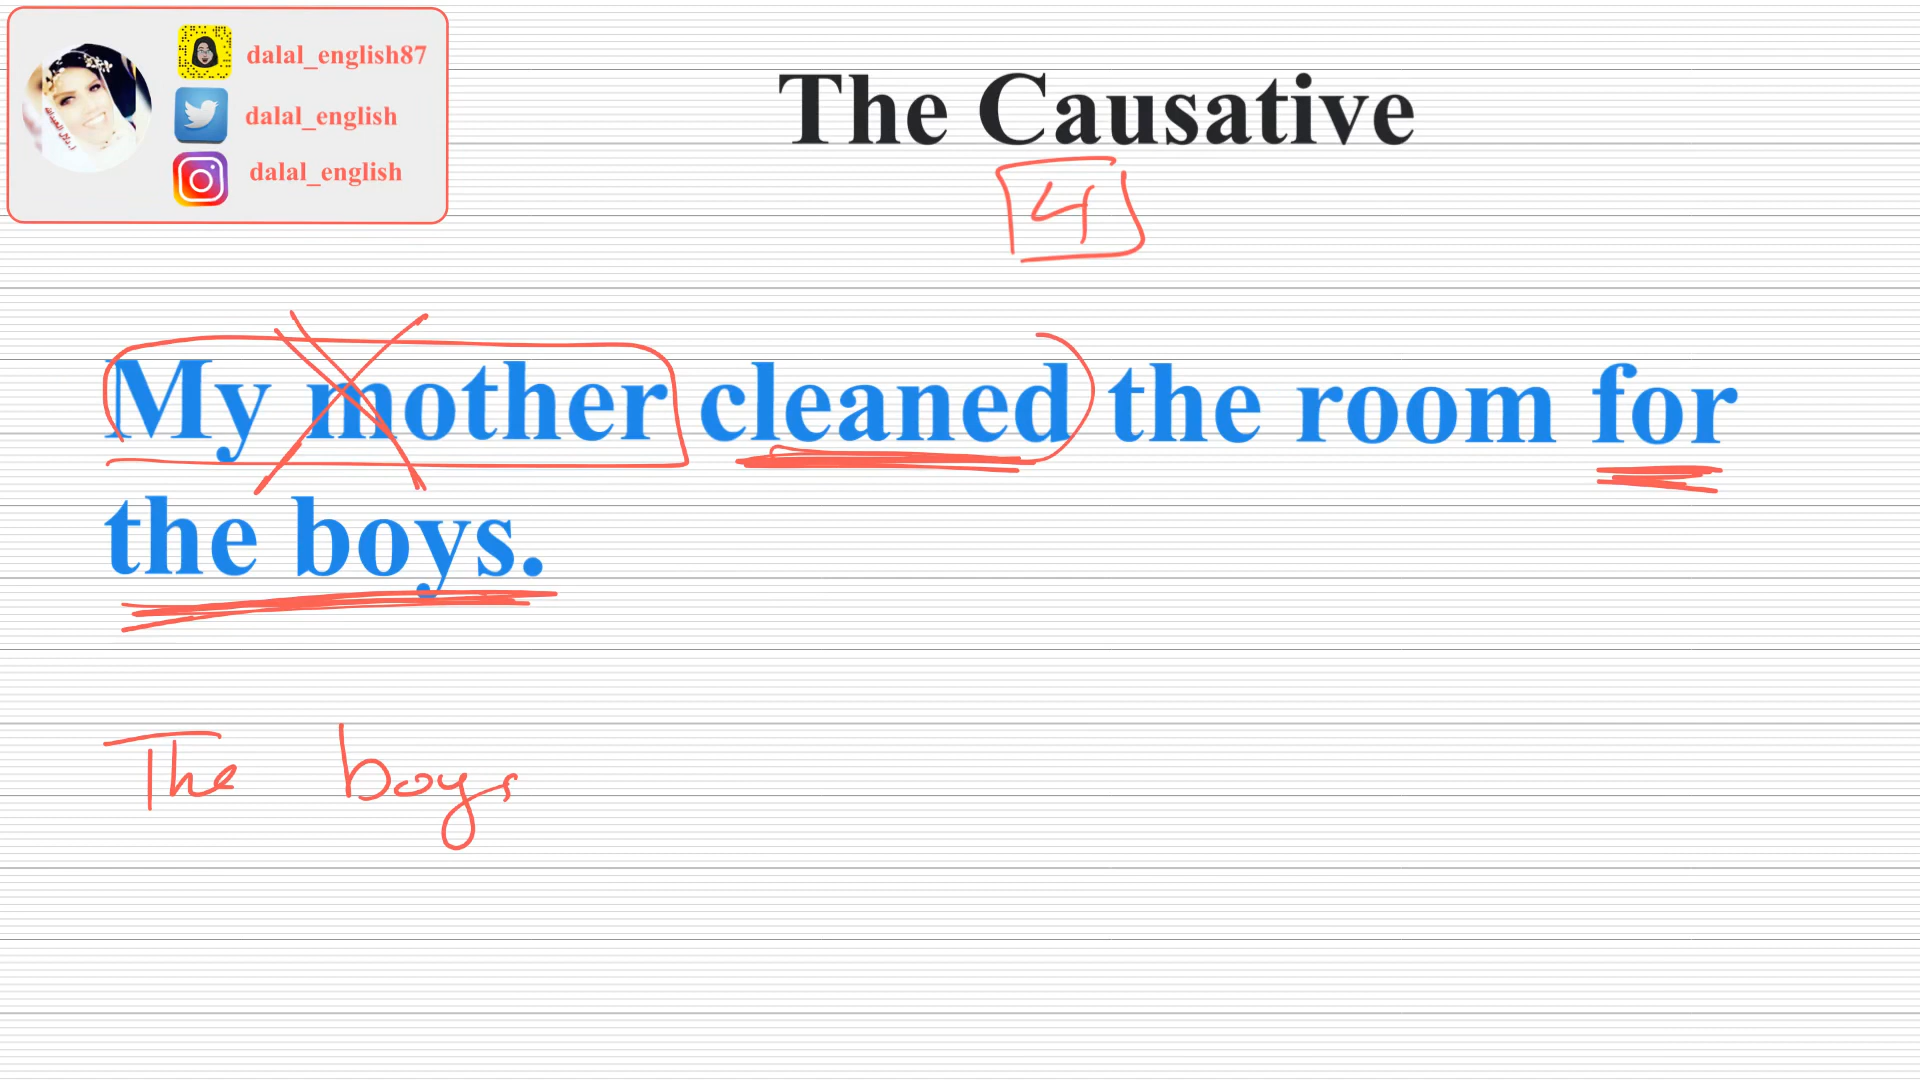 dalal_english87
dalal_english
dalal_english
The Causative
4
My mother cleaned the room for
the boys.
The boys